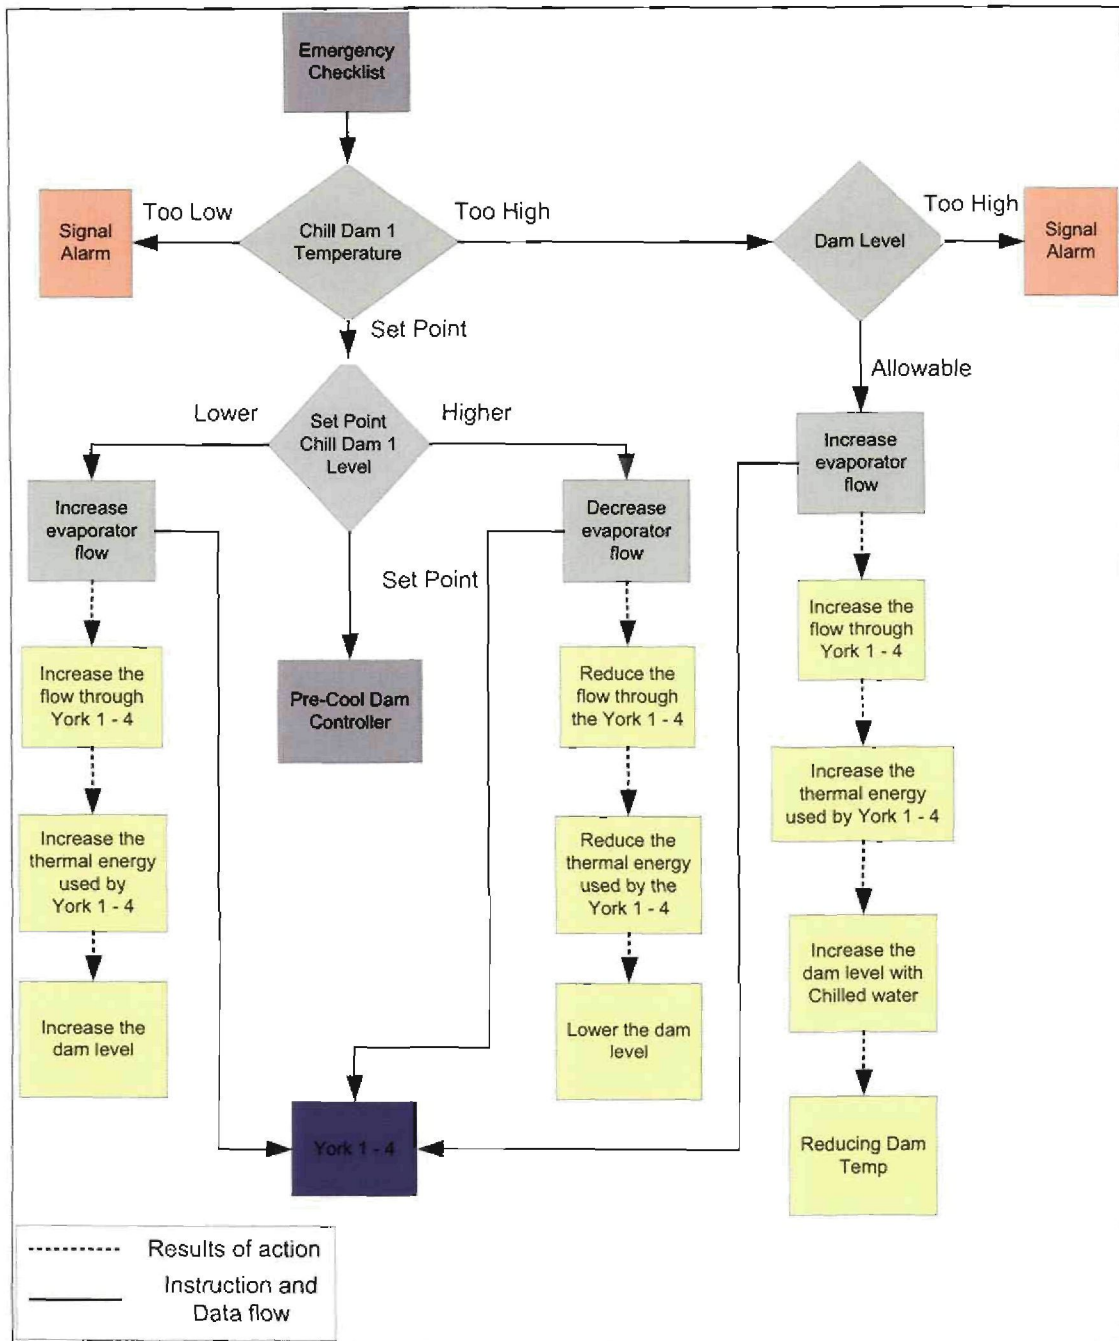 Emergency
Checklist
Too Low
Too High
Too High
Signal
Alarm
Chill Dam 1
Temperature
Dam Level
Signal
Alarm
Set Point
Allowable
Lower
Higher
Set Point
Chill Dam 1
Level
Increase
evaporator
flow
Increase
evaporator
flow
Decrease
evaporator
flow
Set Point
Increase the
flow through
York 1 - 4
Increase the
flow through
York 1 - 4
Pre-Cool Dam
Controller
Reduce the
flow through
the York 1 - 4
Increase the
thermal energy
used by York 1 - 4
Increase the
thermal energy
used by
York 1 - 4
Reduce the
thermal energy
used by the
York 1 - 4
Increase the
dam level with
Chilled water
Increase the
dam level
Lower the dam
level
York 1 - 4
Reducing Dam
Temp
Results of action
Instruction and
Data flow